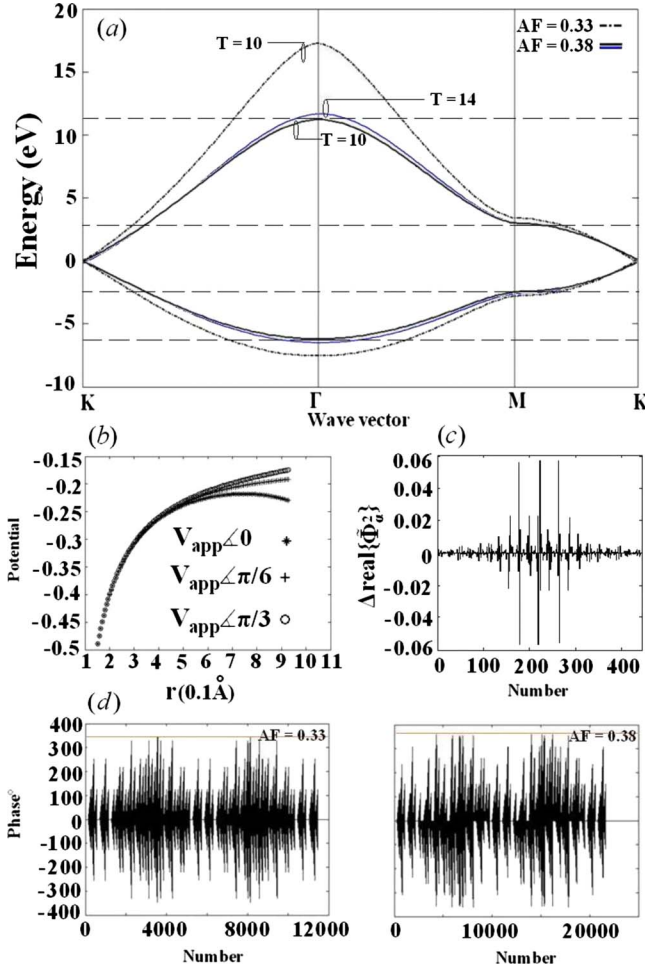 (a)
AF = 0.33
AF = 0.38
T = 10
T = 14
T = 10
Energy (eV)
20
15
10
5
0
-5
-10
K
Γ
M
K
Wave vector
(b)
(c)
Potential
-0.15
-0.2
-0.25
-0.3
-0.35
-0.4
-0.45
-0.5
V_app∡0 *
V_app∡π/6 +
V_app∡π/3 o
1 2 3 4 5 6 7 8 9 10 11
r (0.1Å)
Δreal{Φ̃_α^z}
0.06
0.04
0.02
0
-0.02
-0.04
-0.06
0 100 200 300 400
Number
(d)
Phase°
400
300
200
100
0
-100
-200
-300
-400
AF = 0.33
0 4000 8000 12000
Number
AF = 0.38
0 10000 20000
Number